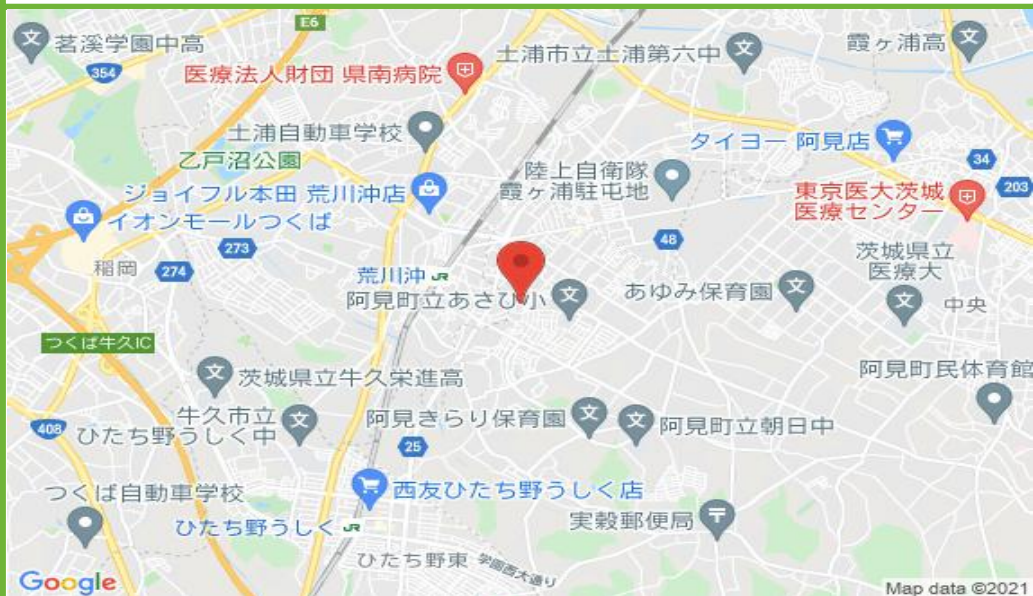 E6
茗溪学園中高
354
医療法人財団 県南病院
土浦市立土浦第六中
霞ヶ浦高
土浦自動車学校
乙戸沼公園
タイヨー 阿見店
34
陸上自衛隊
霞ヶ浦駐屯地
ジョイフル本田 荒川沖店
東京医大茨城
医療センター
203
イオンモールつくば
273
48
稲岡
274
荒川沖 JR
茨城県立
医療大
阿見町立あさひ小
あゆみ保育園
中央
つくば牛久IC
茨城県立牛久栄進高
阿見町民体育館
牛久市立
ひたち野うしく中
408
阿見きらり保育園
阿見町立朝日中
25
つくば自動車学校
西友ひたち野うしく店
実穀郵便局
ひたち野うしく JR
ひたち野東
学園西大通り
Google
Map data ©2021